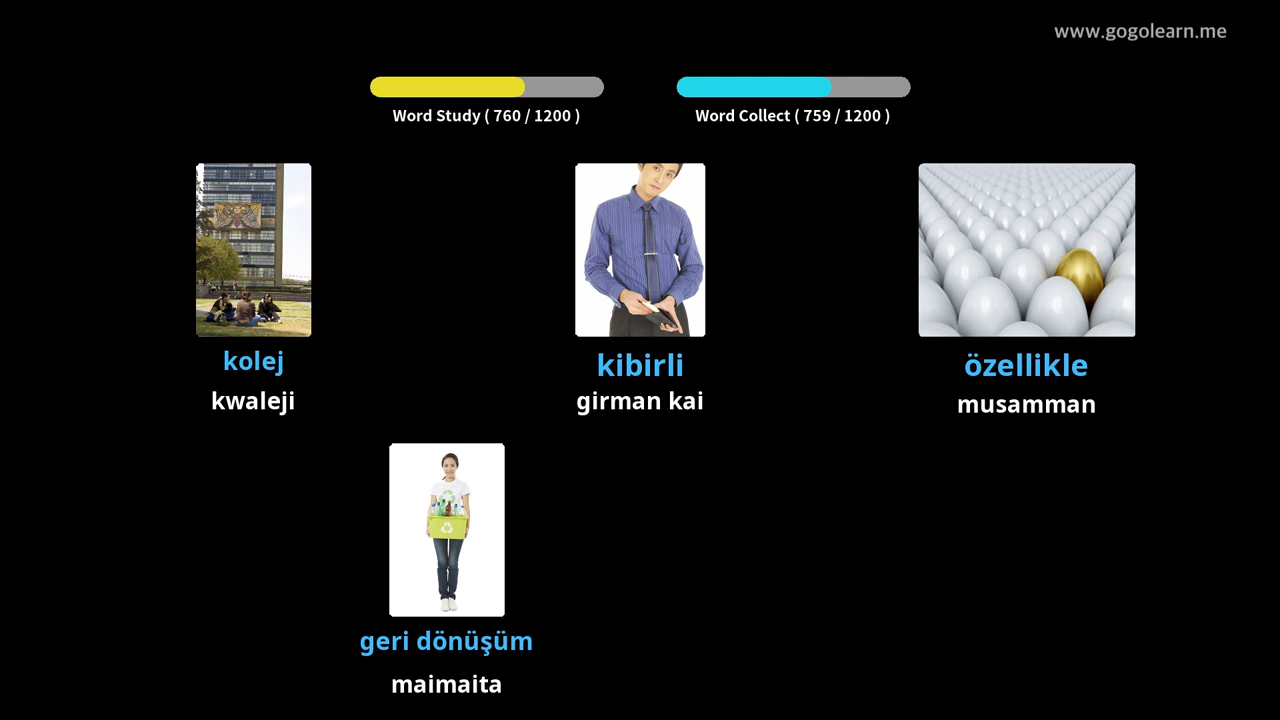 www.gogolearn.me
Word Study ( 760 / 1200 )
Word Collect ( 759 / 1200 )
kolej
kwaleji
kibirli
girman kai
özellikle
musamman
geri dönüşüm
maimaita